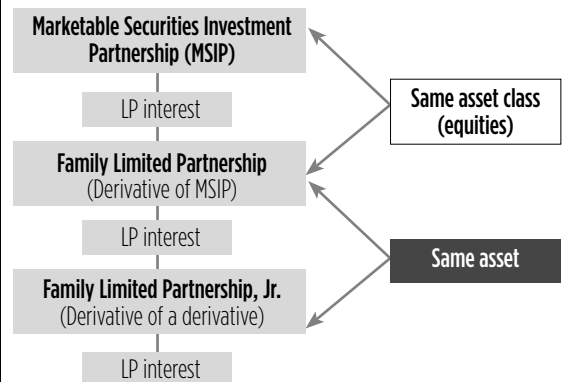 Marketable Securities Investment
Partnership (MSIP)
LP interest
Same asset class
(equities)
Family Limited Partnership
(Derivative of MSIP)
LP interest
Same asset
Family Limited Partnership, Jr.
(Derivative of a derivative)
LP interest